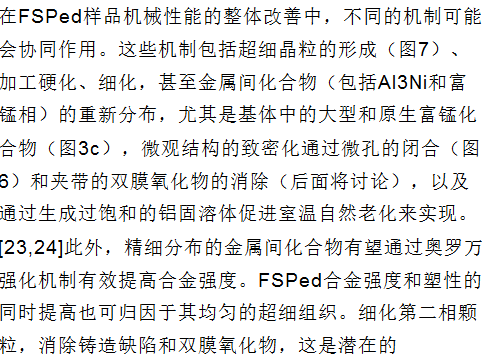 在FSPed样品机械性能的整体改善中，不同的机制可能
会协同作用。这些机制包括超细晶粒的形成（图7）、
加工硬化、细化，甚至金属间化合物（包括Al3Ni和富
锰相）的重新分布，尤其是基体中的大型和原生富锰化
合物（图3c），微观结构的致密化通过微孔的闭合（图
6）和夹带的双膜氧化物的消除（后面将讨论），以及
通过生成过饱和的铝固溶体促进室温自然老化来实现。
[23,24]此外，精细分布的金属间化合物有望通过奥罗万
强化机制有效提高合金强度。FSPed合金强度和塑性的
同时提高也可归因于其均匀的超细组织。细化第二相颗
粒，消除铸造缺陷和双膜氧化物，这是潜在的